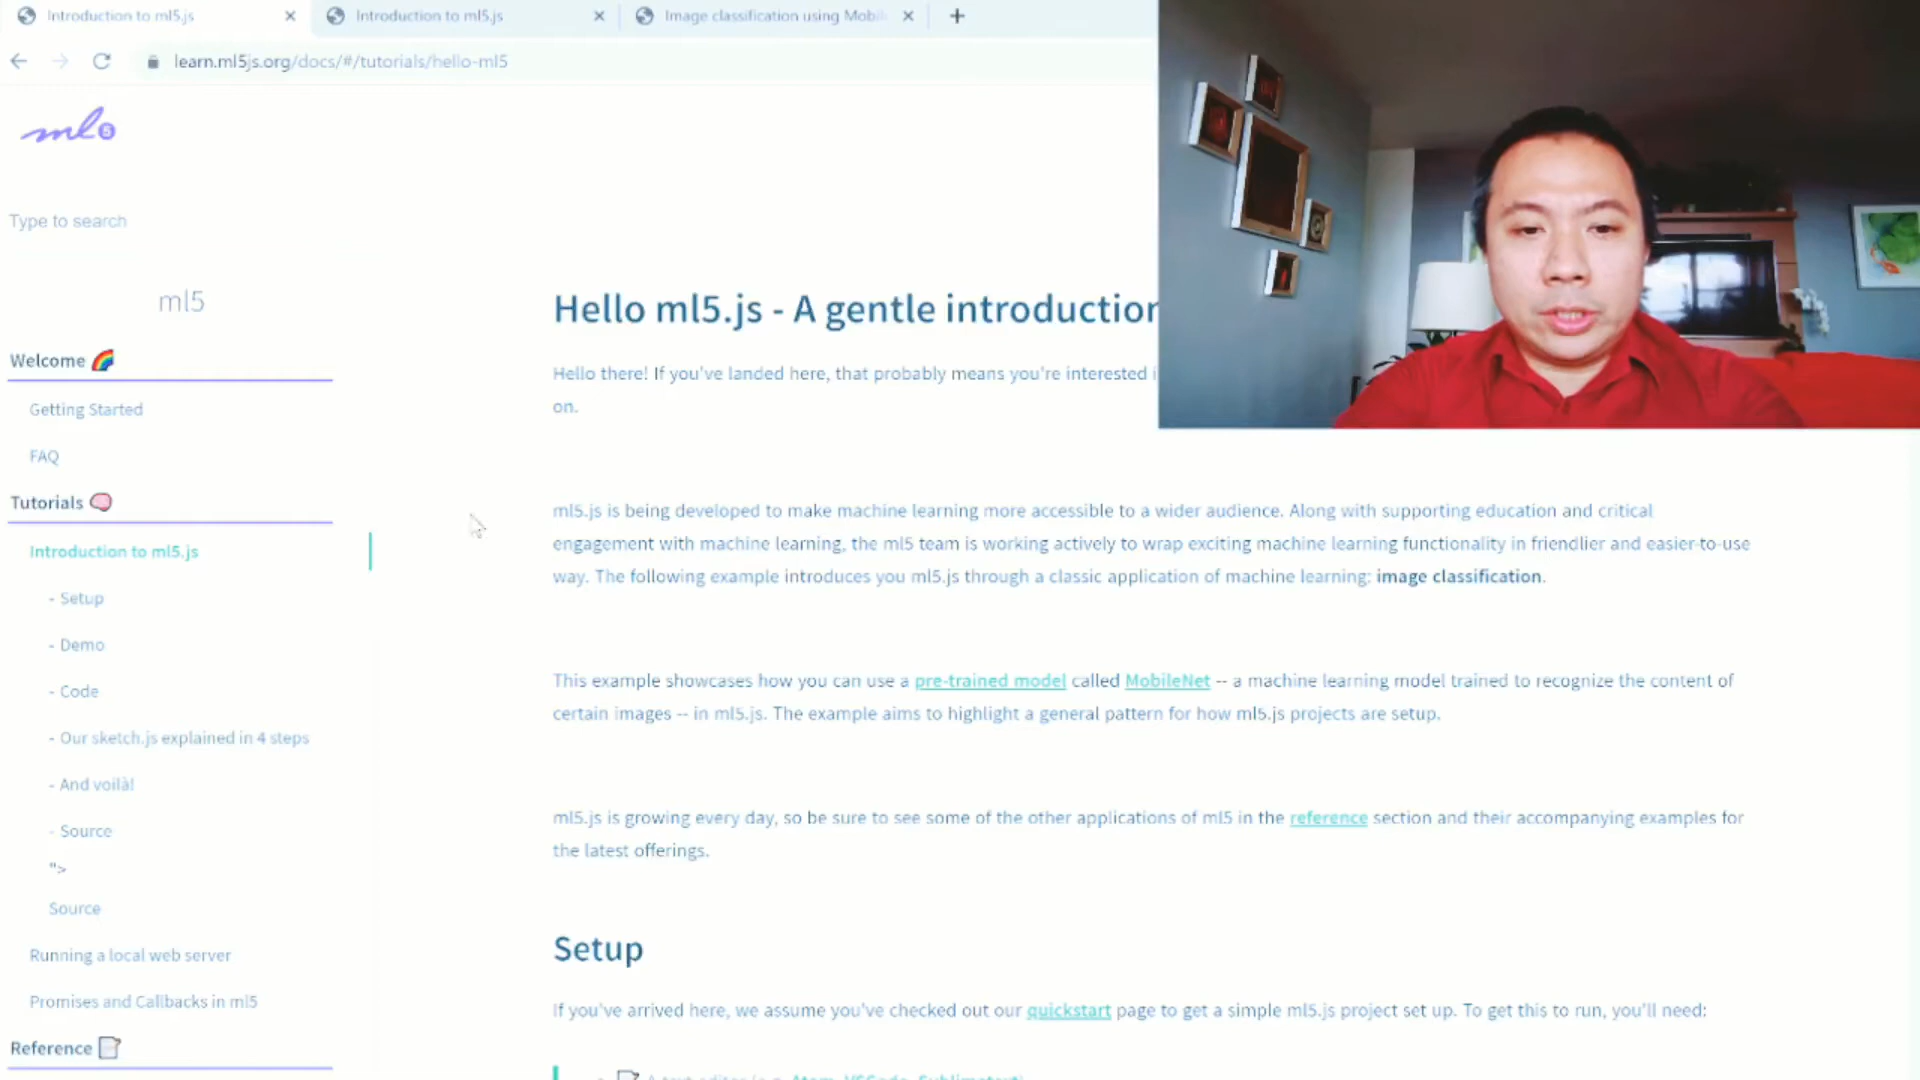 Introduction to ml5.js
Introduction to ml5.js
Image classification using Mobil
learn.ml5js.org/docs/#/tutorials/hello-ml5
ml5
Type to search
ml5
Welcome 🌈
Getting Started
FAQ
Tutorials 🧠
Introduction to ml5.js
- Setup
- Demo
- Code
- Our sketch.js explained in 4 steps
- And voilà!
- Source
">
Source
Running a local web server
Promises and Callbacks in ml5
Reference 📝
Hello ml5.js - A gentle introduction
Hello there! If you've landed here, that probably means you're interested i
on.
ml5.js is being developed to make machine learning more accessible to a wider audience. Along with supporting education and critical
engagement with machine learning, the ml5 team is working actively to wrap exciting machine learning functionality in friendlier and easier-to-use
way. The following example introduces you ml5.js through a classic application of machine learning: image classification.
This example showcases how you can use a pre-trained model called MobileNet -- a machine learning model trained to recognize the content of
certain images -- in ml5.js. The example aims to highlight a general pattern for how ml5.js projects are setup.
ml5.js is growing every day, so be sure to see some of the other applications of ml5 in the reference section and their accompanying examples for
the latest offerings.
Setup
If you've arrived here, we assume you've checked out our quickstart page to get a simple ml5.js project set up. To get this to run, you'll need:
📝 A text editor (e.g. Atom, VSCode, Sublimetext)